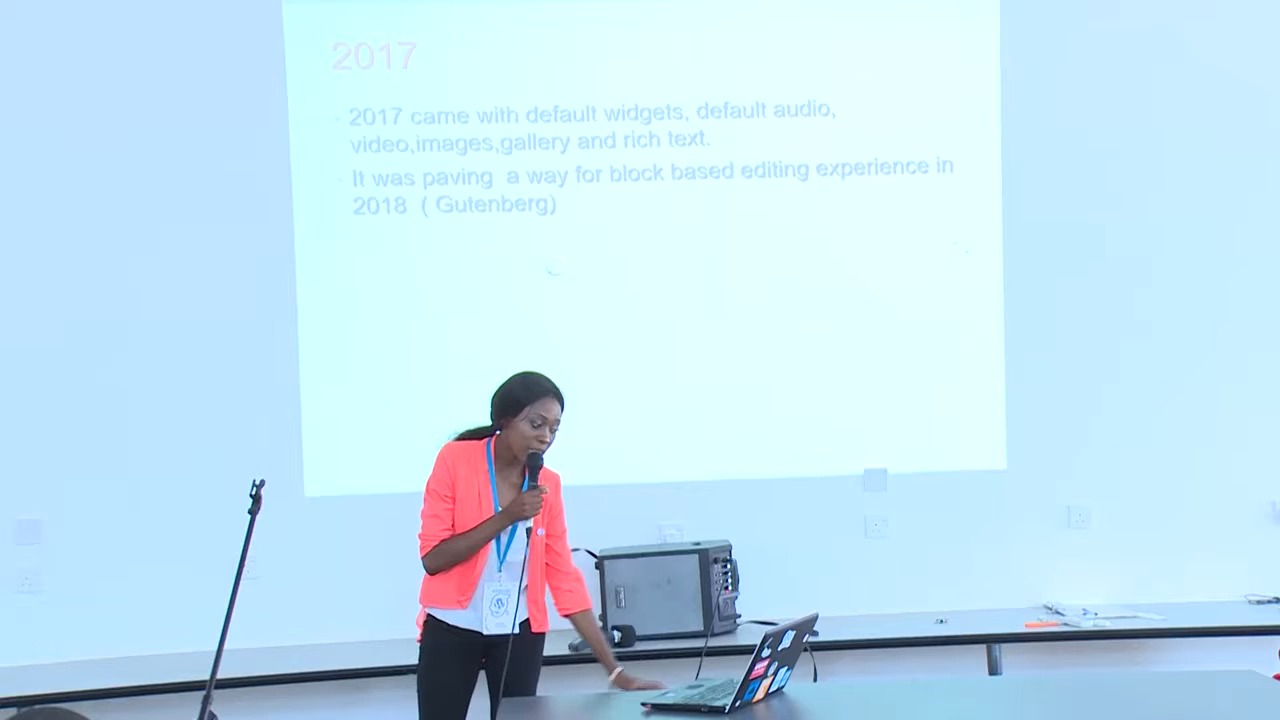 2017
2017 came with default widgets, default audio,
video,images,gallery and rich text.
It was paving  a way for block based editing experience in
2018  ( Gutenberg)